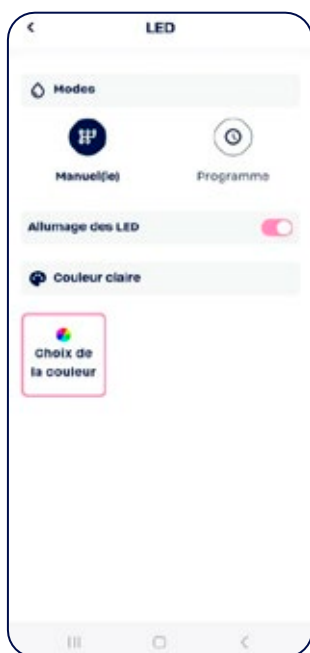 LED
Modes
Manuel(le)
Programme
Allumage des LED
Couleur claire
Choix de
la couleur